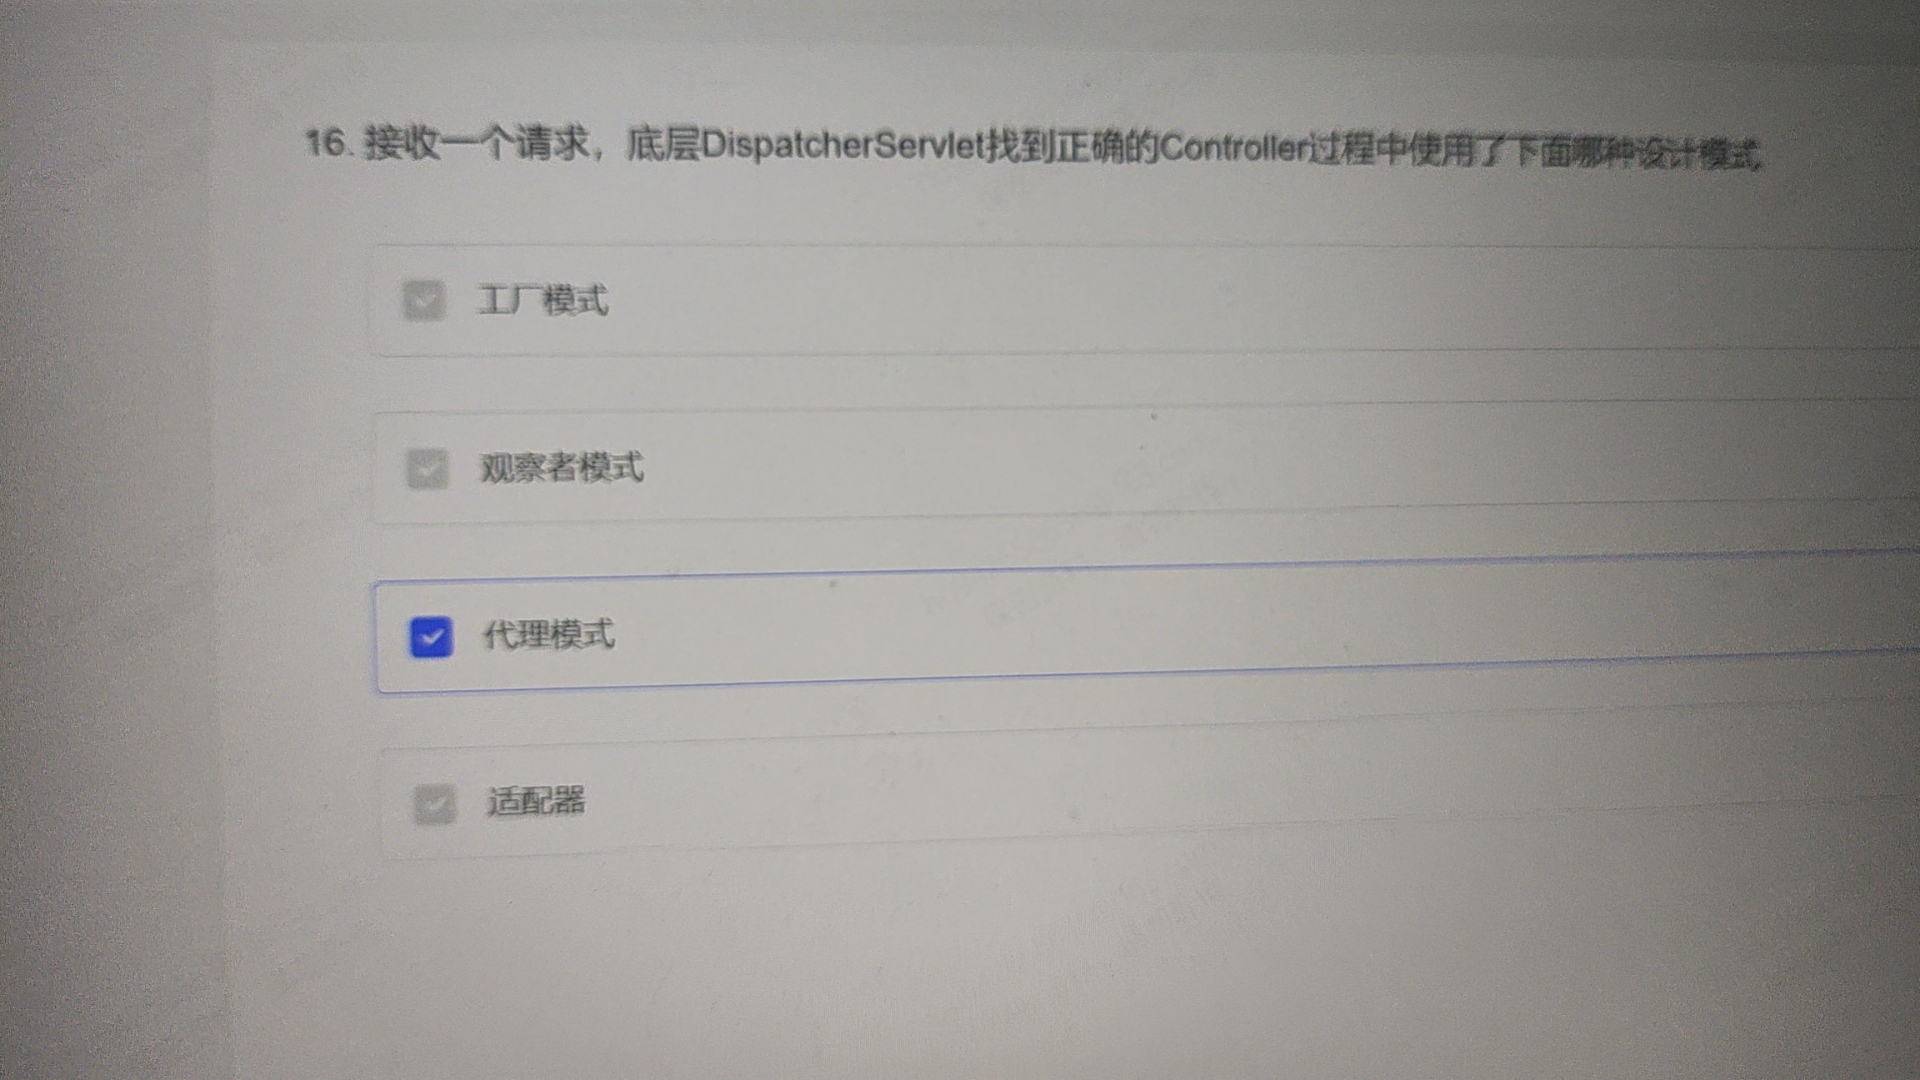 16. 接收一个请求，底层DispatcherServlet找到正确的Controller过程中使用了下面哪种设计模式
工厂模式
观察者模式
代理模式
适配器